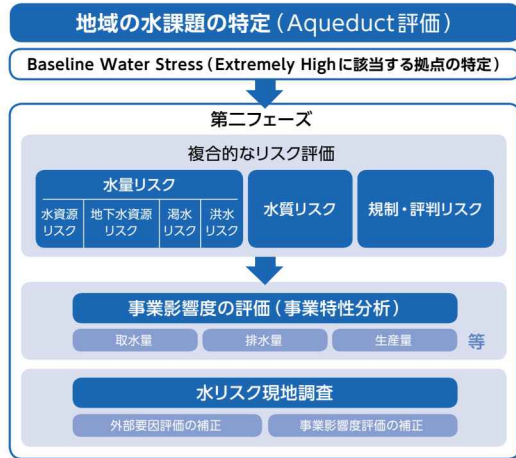 地域の水課題の特定（Aqueduct評価）
Baseline Water Stress（Extremely Highに該当する拠点の特定）
第二フェーズ
複合的なリスク評価
水量リスク
水資源
リスク
地下水資源
リスク
渇水
リスク
洪水
リスク
水質リスク
規制・評判リスク
事業影響度の評価（事業特性分析）
取水量
排水量
生産量
等
水リスク現地調査
外部要因評価の補正
事業影響度評価の補正